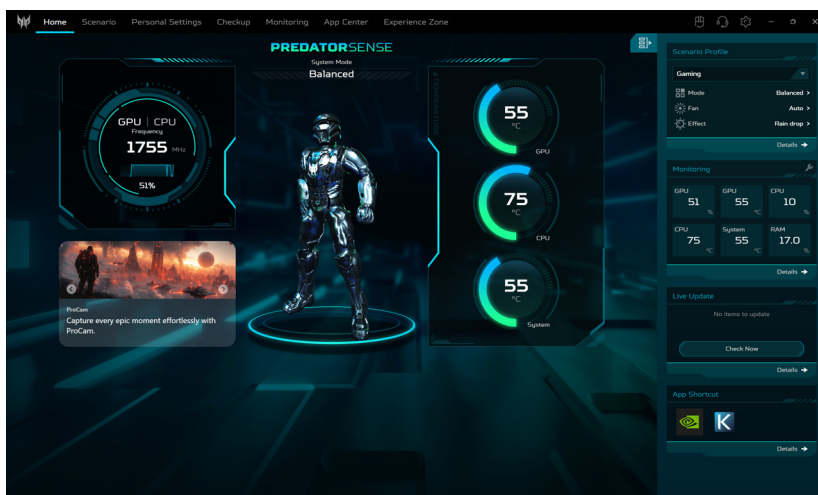 Home Scenario Personal Settings Checkup Monitoring App Center Experience Zone
PREDATORSENSE
System Mode
Balanced
GPU | CPU
Frequency
1755 MHz
51%
ProCam
Capture every epic moment effortlessly with
ProCam.
TEMPERATURE
55
°C
GPU
75
°C
CPU
55
°C
System
Scenario Profile
Gaming
Mode Balanced >
Fan Auto >
Effect Rain drop >
Details →
Monitoring
GPU GPU CPU
51 % 55 °C 10 %
CPU System RAM
75 °C 55 °C 17.0 %
Details →
Live Update
No items to update
Check Now
Details →
App Shortcut
K
Details →